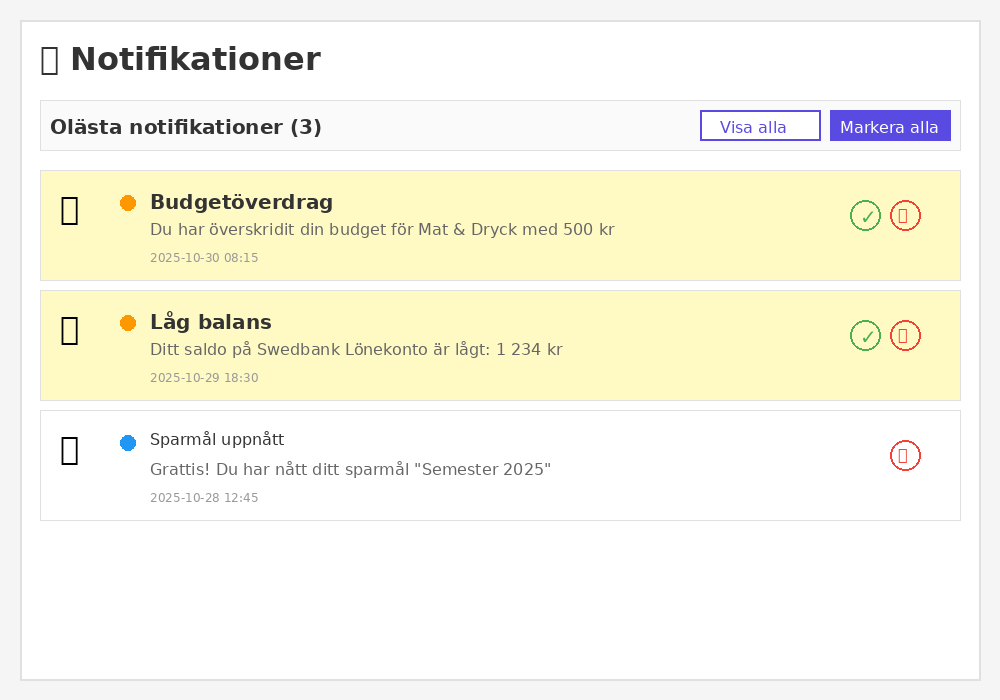 Notifikationer
Olästa notifikationer (3)
Visa alla
Markera alla
Budgetöverdrag
Du har överskridit din budget för Mat & Dryck med 500 kr
2025-10-30 08:15
✓
Låg balans
Ditt saldo på Swedbank Lönekonto är lågt: 1 234 kr
2025-10-29 18:30
✓
Sparmål uppnått
Grattis! Du har nått ditt sparmål "Semester 2025"
2025-10-28 12:45